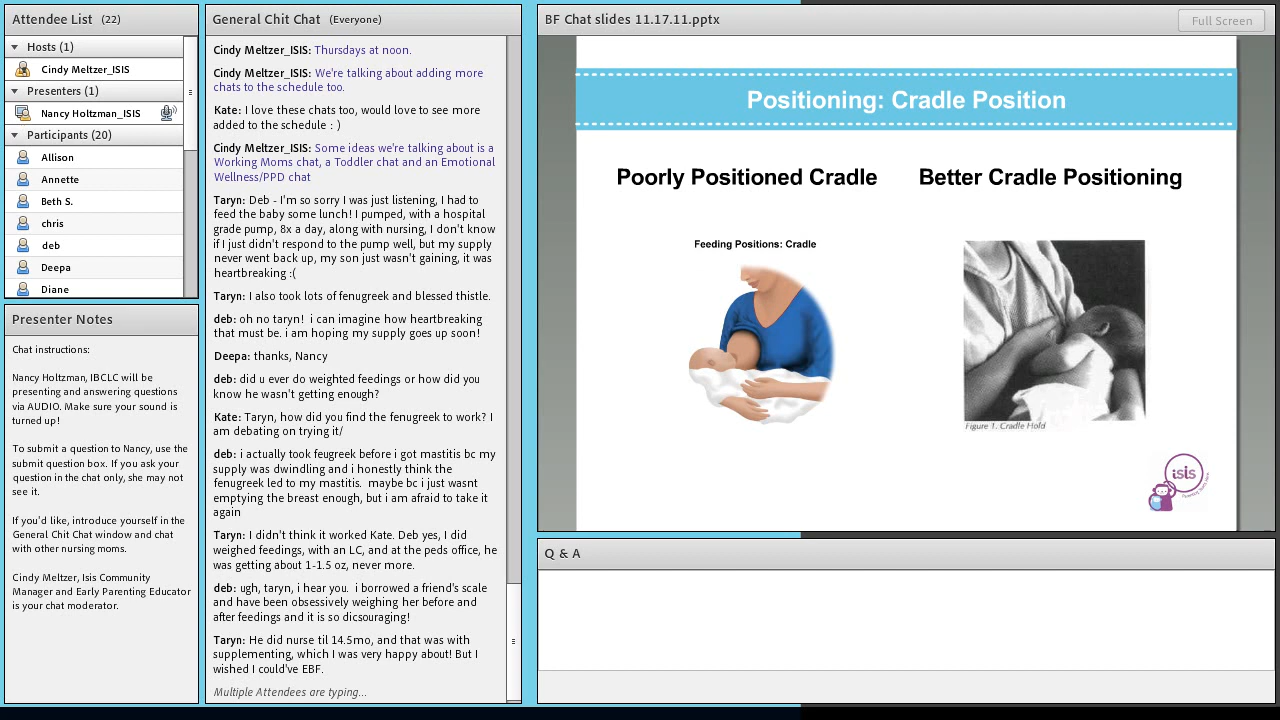 Attendee List (22)
Hosts (1)
Cindy Meltzer_ISIS
Presenters (1)
Nancy Holtzman_ISIS
Participants (20)
Allison
Annette
Beth S.
chris
deb
Deepa
Diane
Presenter Notes
Chat instructions:
Nancy Holtzman, IBCLC will be
presenting and answering questions
via AUDIO. Make sure your sound is
turned up!
To submit a question to Nancy, use the
submit question box. If you ask your
question in the chat only, she may not
see it.
If you'd like, introduce yourself in the
General Chit Chat window and chat
with other nursing moms.
Cindy Meltzer, Isis Community
Manager and Early Parenting Educator
is your chat moderator.
General Chit Chat (Everyone)
Cindy Meltzer_ISIS: Thursdays at noon.
Cindy Meltzer_ISIS: We're talking about adding more
chats to the schedule too.
Kate: I love these chats too, would love to see more
added to the schedule : )
Cindy Meltzer_ISIS: Some ideas we're talking about is a
Working Moms chat, a Toddler chat and an Emotional
Wellness/PPD chat
Taryn: Deb - I'm so sorry I was just listening, I had to
feed the baby some lunch! I pumped, with a hospital
grade pump, 8x a day, along with nursing, I don't know
if I just didn't respond to the pump well, but my supply
never went back up, my son just wasn't gaining, it was
heartbreaking :(
Taryn: I also took lots of fenugreek and blessed thistle.
deb: oh no taryn! i can imagine how heartbreaking
that must be. i am hoping my supply goes up soon!
Deepa: thanks, Nancy
deb: did u ever do weighted feedings or how did you
know he wasn't getting enough?
Kate: Taryn, how did you find the fenugreek to work? I
am debating on trying it/
deb: i actually took feugreek before i got mastitis bc my
supply was dwindling and i honestly think the
fenugreek led to my mastitis. maybe bc i just wasnt
emptying the breast enough, but i am afraid to take it
again
Taryn: I didn't think it worked Kate. Deb yes, I did
weighed feedings, with an LC, and at the peds office, he
was getting about 1-1.5 oz, never more.
deb: ugh, taryn, i hear you. i borrowed a friend's scale
and have been obsessively weighing her before and
after feedings and it is so dicsouraging!
Taryn: He did nurse til 14.5mo, and that was with
supplementing, which I was very happy about! But I
wished I could've EBF.
Multiple Attendees are typing...
BF Chat slides 11.17.11.pptx
Full Screen
Positioning: Cradle Position
Poorly Positioned Cradle
Better Cradle Positioning
Feeding Positions: Cradle
Figure 1. Cradle Hold
isis
Q & A